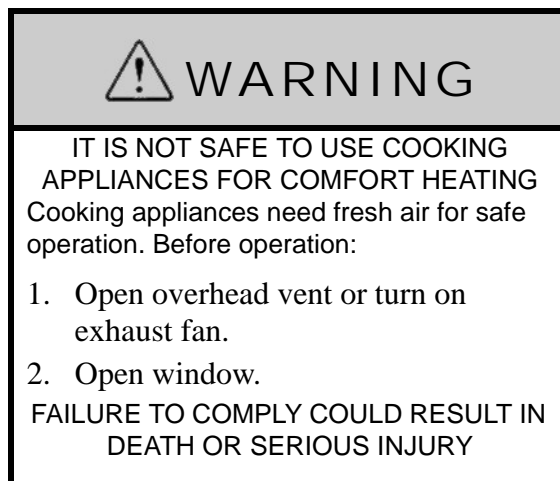 WARNING
IT IS NOT SAFE TO USE COOKING
APPLIANCES FOR COMFORT HEATING
Cooking appliances need fresh air for safe
operation. Before operation:
1. Open overhead vent or turn on
exhaust fan.
2. Open window.
FAILURE TO COMPLY COULD RESULT IN
DEATH OR SERIOUS INJURY